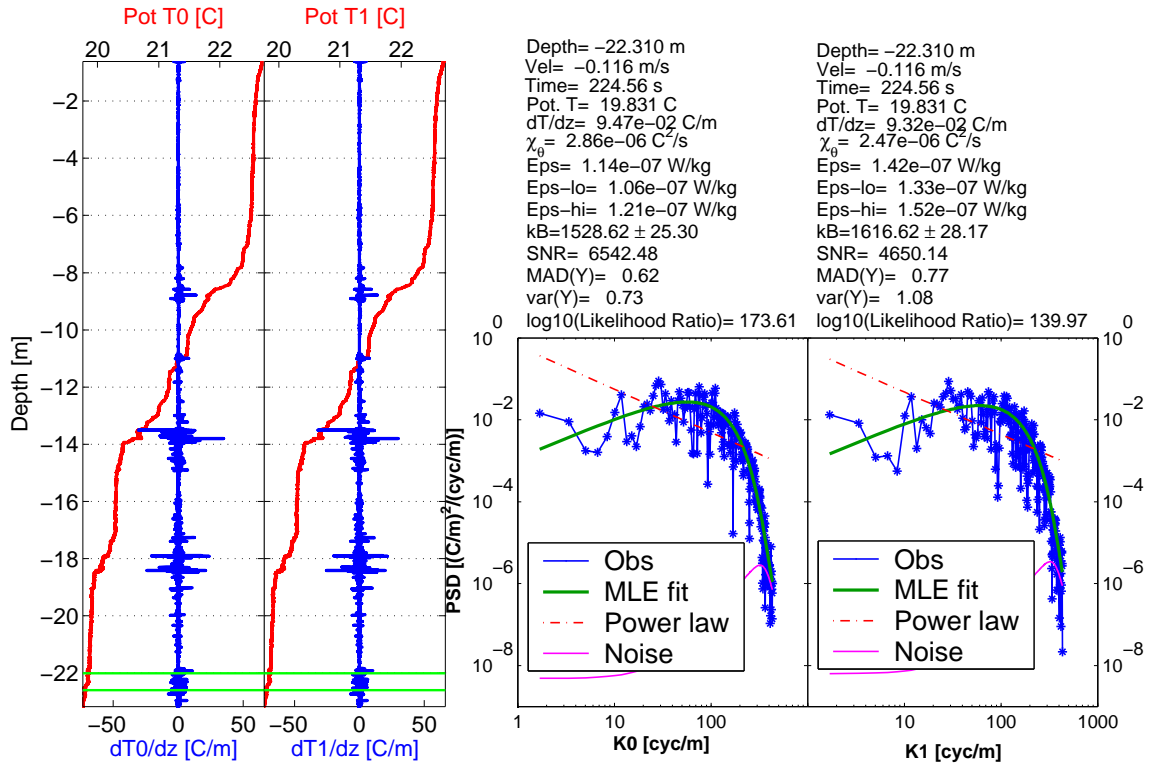 Pot T0 [C]
Pot T1 [C]
20 21 22
20 21 22
Depth [m]
−2
−4
−6
−8
−10
−12
−14
−16
−18
−20
−22
−50 0 50
−50 0 50
dT0/dz [C/m]
dT1/dz [C/m]
Depth= −22.310 m
Vel= −0.116 m/s
Time= 224.56 s
Pot. T= 19.831 C
dT/dz= 9.47e−02 C/m
χθ= 2.86e−06 C²/s
Eps= 1.14e−07 W/kg
Eps−lo= 1.06e−07 W/kg
Eps−hi= 1.21e−07 W/kg
kB=1528.62 ± 25.30
SNR= 6542.48
MAD(Y)= 0.62
var(Y)= 0.73
log10(Likelihood Ratio)= 173.61
Depth= −22.310 m
Vel= −0.116 m/s
Time= 224.56 s
Pot. T= 19.831 C
dT/dz= 9.32e−02 C/m
χθ= 2.47e−06 C²/s
Eps= 1.42e−07 W/kg
Eps−lo= 1.33e−07 W/kg
Eps−hi= 1.52e−07 W/kg
kB=1616.62 ± 28.17
SNR= 4650.14
MAD(Y)= 0.77
var(Y)= 1.08
log10(Likelihood Ratio)= 139.97
PSD [(C/m)²/(cyc/m)]
10⁰
10⁻²
10⁻⁴
10⁻⁶
10⁻⁸
Obs
MLE fit
Power law
Noise
1 10 100
K0 [cyc/m]
Obs
MLE fit
Power law
Noise
10 100 1000
K1 [cyc/m]
10⁰
10⁻²
10⁻⁴
10⁻⁶
10⁻⁸